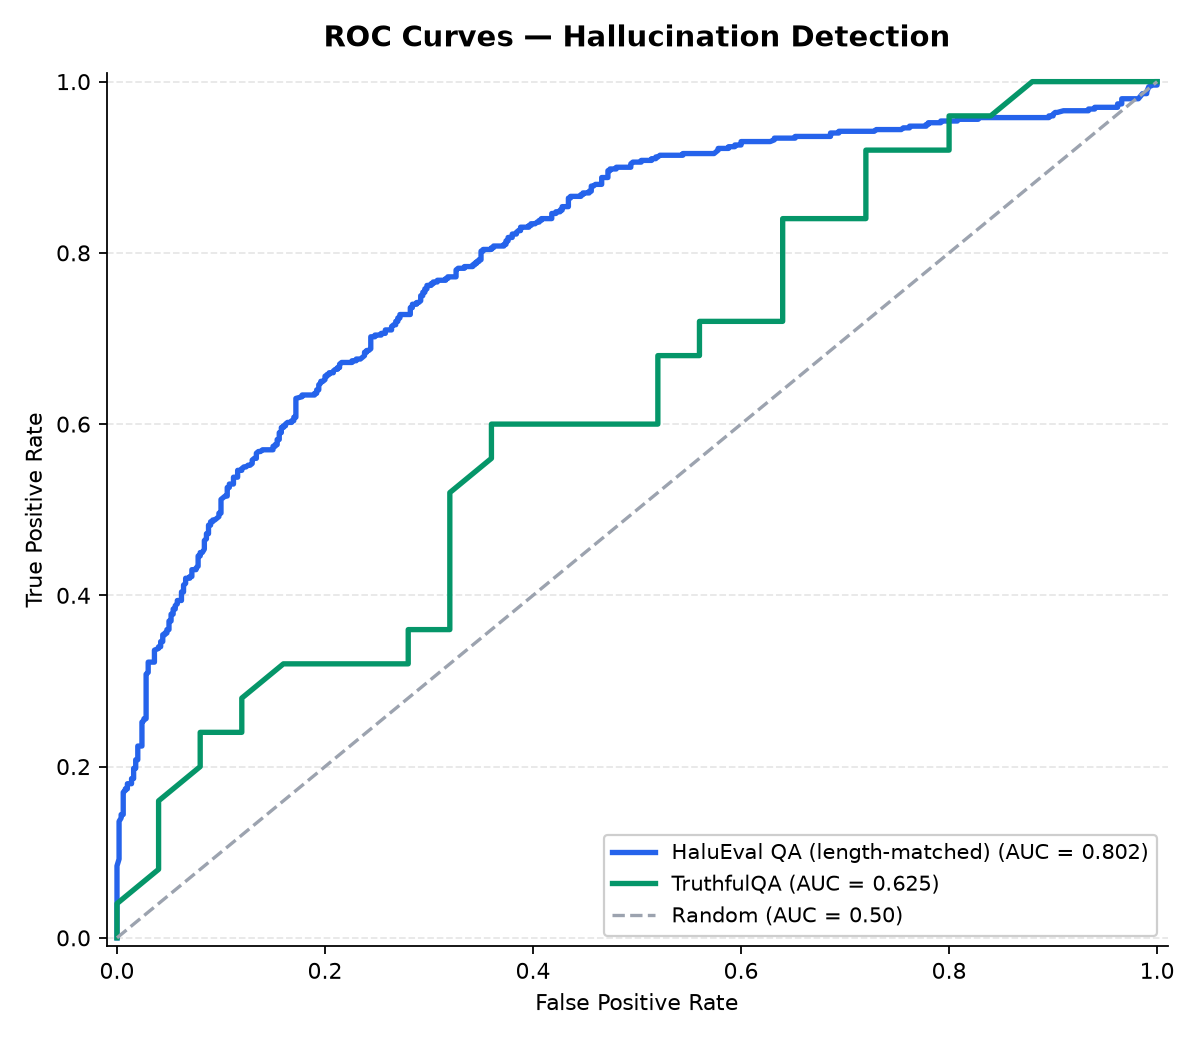 ROC Curves — Hallucination Detection
True Positive Rate
1.0
0.8
0.6
0.4
0.2
0.0
HaluEval QA (length-matched) (AUC = 0.802)
TruthfulQA (AUC = 0.625)
Random (AUC = 0.50)
0.0 0.2 0.4 0.6 0.8 1.0
False Positive Rate